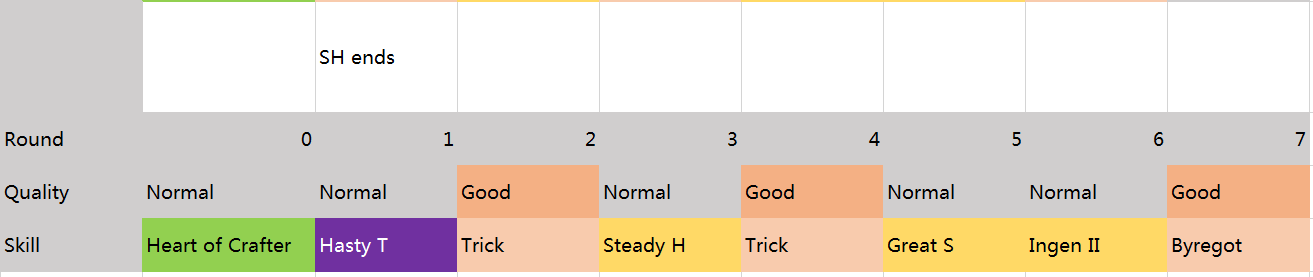 SH ends
Round 0 1 2 3 4 5 6 7
Quality Normal Normal Good Normal Good Normal Normal Good
Skill Heart of Crafter Hasty T Trick Steady H Trick Great S Ingen II Byregot